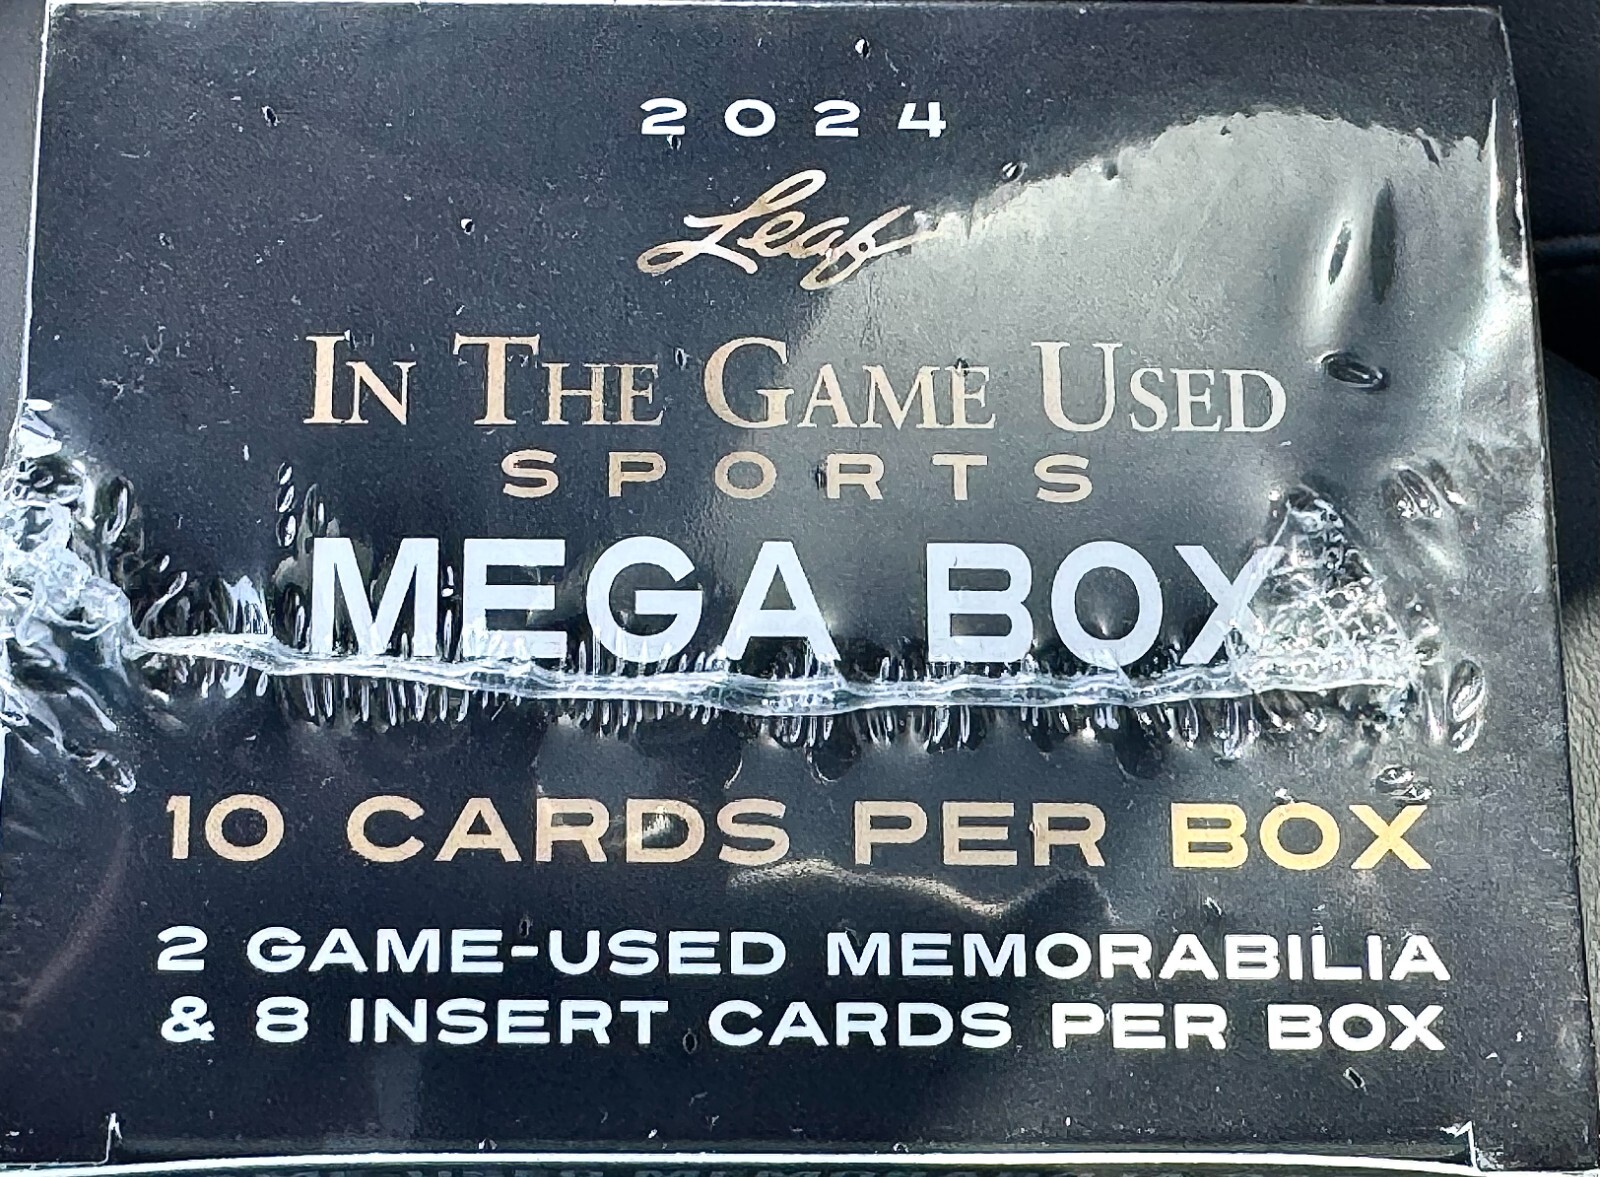 2024
Leaf
IN THE GAME USED
SPORTS
MEGA BOX
10 CARDS PER BOX
2 GAME-USED MEMORABILIA
& 8 INSERT CARDS PER BOX